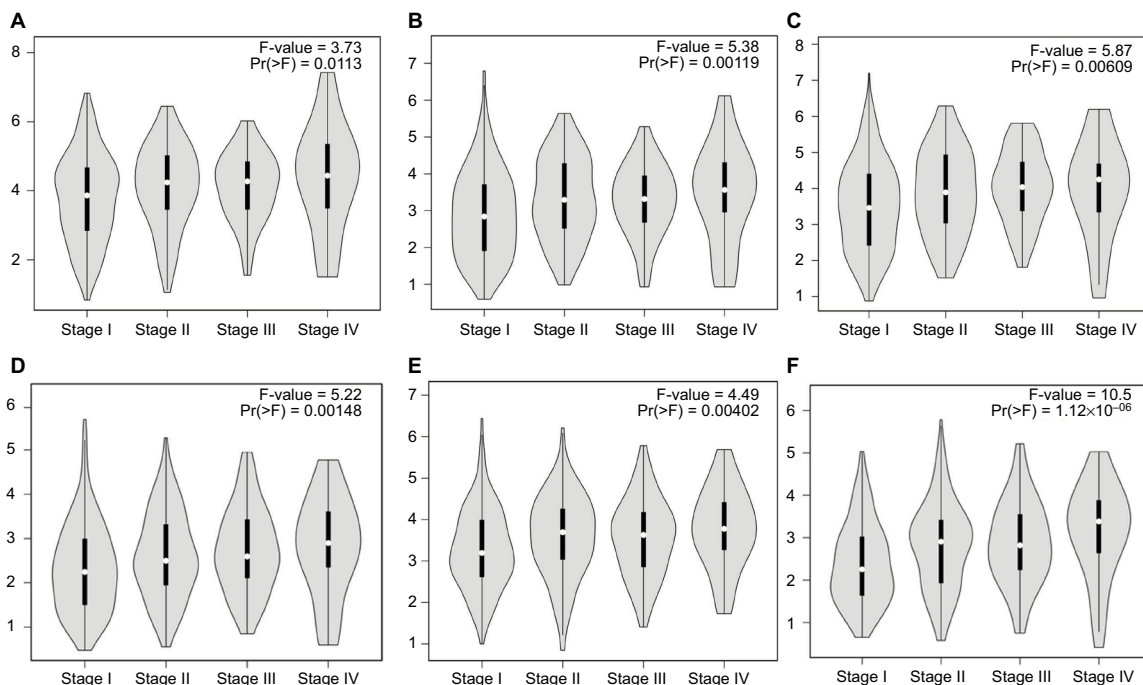 A
F-value = 3.73
Pr(>F) = 0.0113
8
6
4
2
Stage I Stage II Stage III Stage IV
B
F-value = 5.38
Pr(>F) = 0.00119
7
6
5
4
3
2
1
Stage I Stage II Stage III Stage IV
C
F-value = 5.87
Pr(>F) = 0.00609
8
7
6
5
4
3
2
1
Stage I Stage II Stage III Stage IV
D
F-value = 5.22
Pr(>F) = 0.00148
6
5
4
3
2
1
Stage I Stage II Stage III Stage IV
E
F-value = 4.49
Pr(>F) = 0.00402
7
6
5
4
3
2
1
Stage I Stage II Stage III Stage IV
F
F-value = 10.5
Pr(>F) = 1.12×10⁻⁰⁶
6
5
4
3
2
1
Stage I Stage II Stage III Stage IV